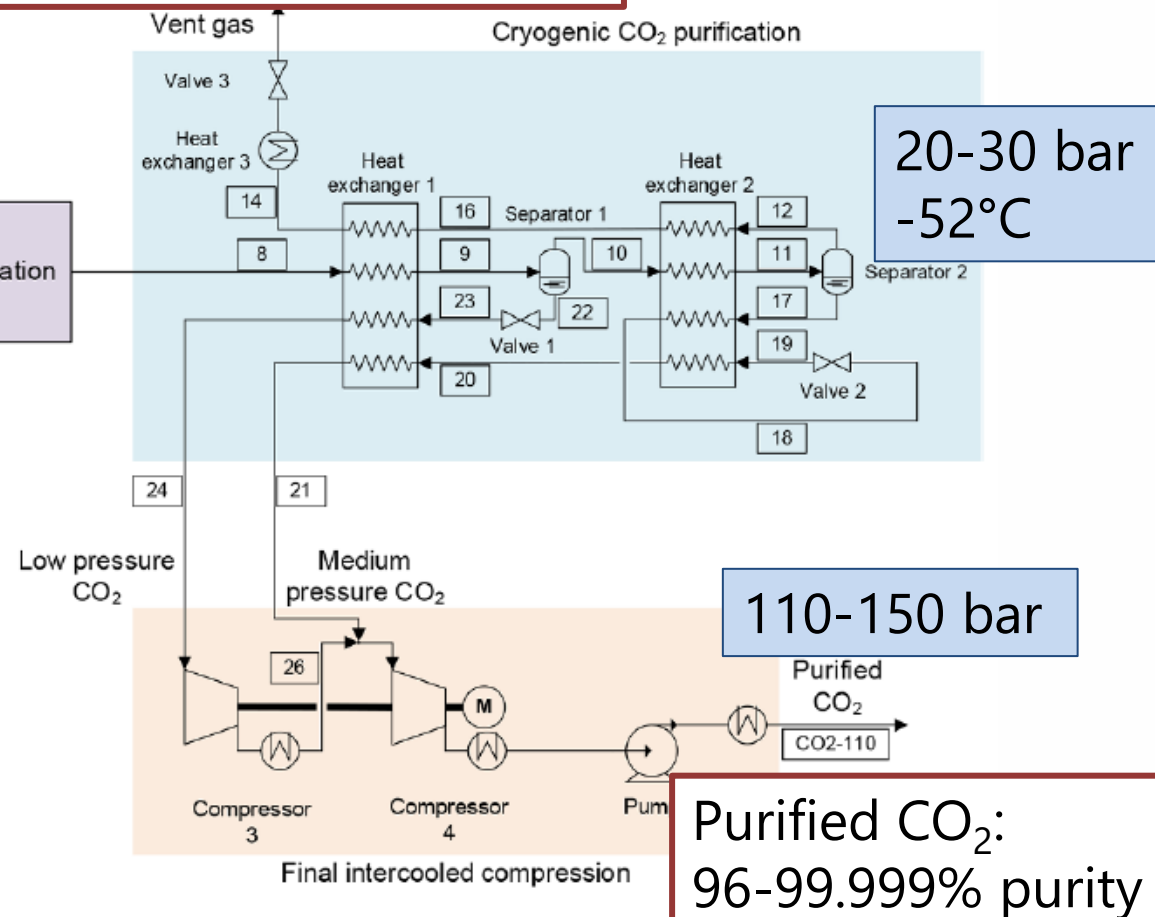 Vent gas
Cryogenic CO₂ purification
Valve 3
Heat
exchanger 3
Heat
exchanger 1
Heat
exchanger 2
20-30 bar
-52°C
14
16
Separator 1
12
ation
8
9
10
11
Separator 2
23
22
17
Valve 1
19
20
Valve 2
18
24
21
Low pressure
CO₂
Medium
pressure CO₂
110-150 bar
26
M
Purified
CO₂
CO2-110
Compressor
3
Compressor
4
Pum
Purified CO₂:
96-99.999% purity
Final intercooled compression